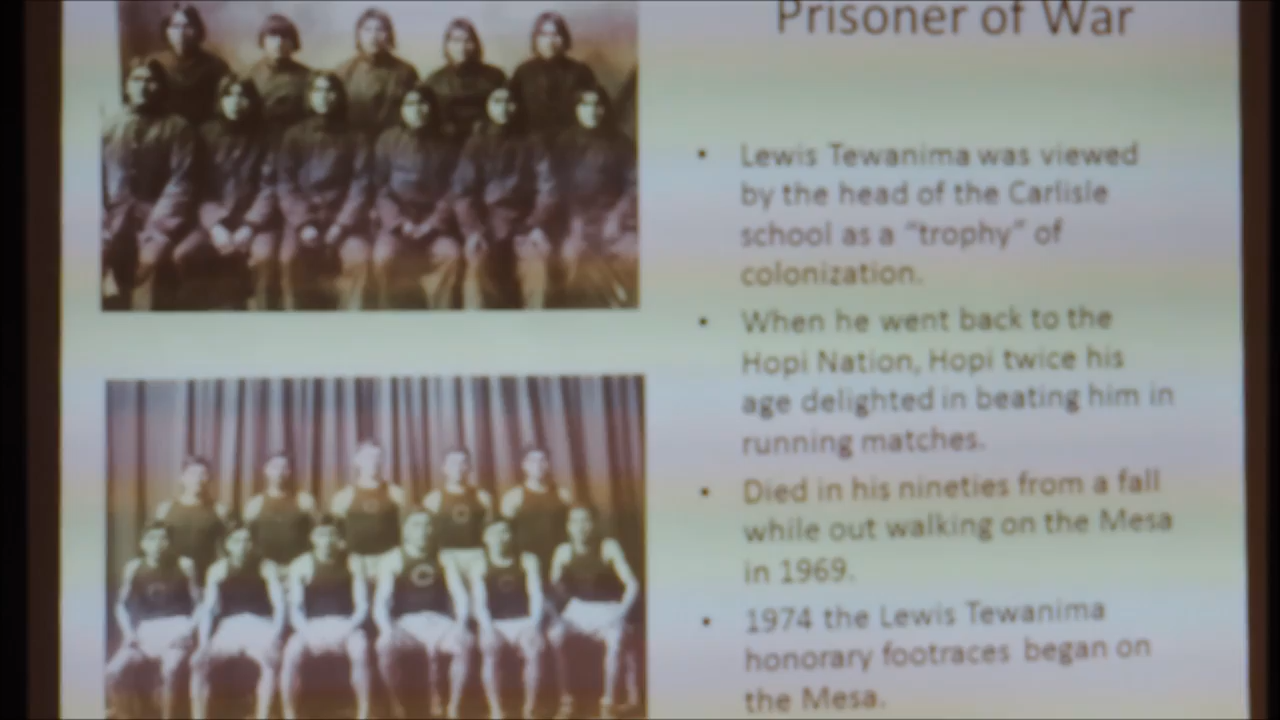 Prisoner of War
• Lewis Tewanima was viewed
by the head of the Carlisle
school as a “trophy” of
colonization.
• When he went back to the
Hopi Nation, Hopi twice his
age delighted in beating him in
running matches.
• Died in his nineties from a fall
while out walking on the Mesa
in 1969.
• 1974 the Lewis Tewanima
honorary footraces began on
the Mesa.